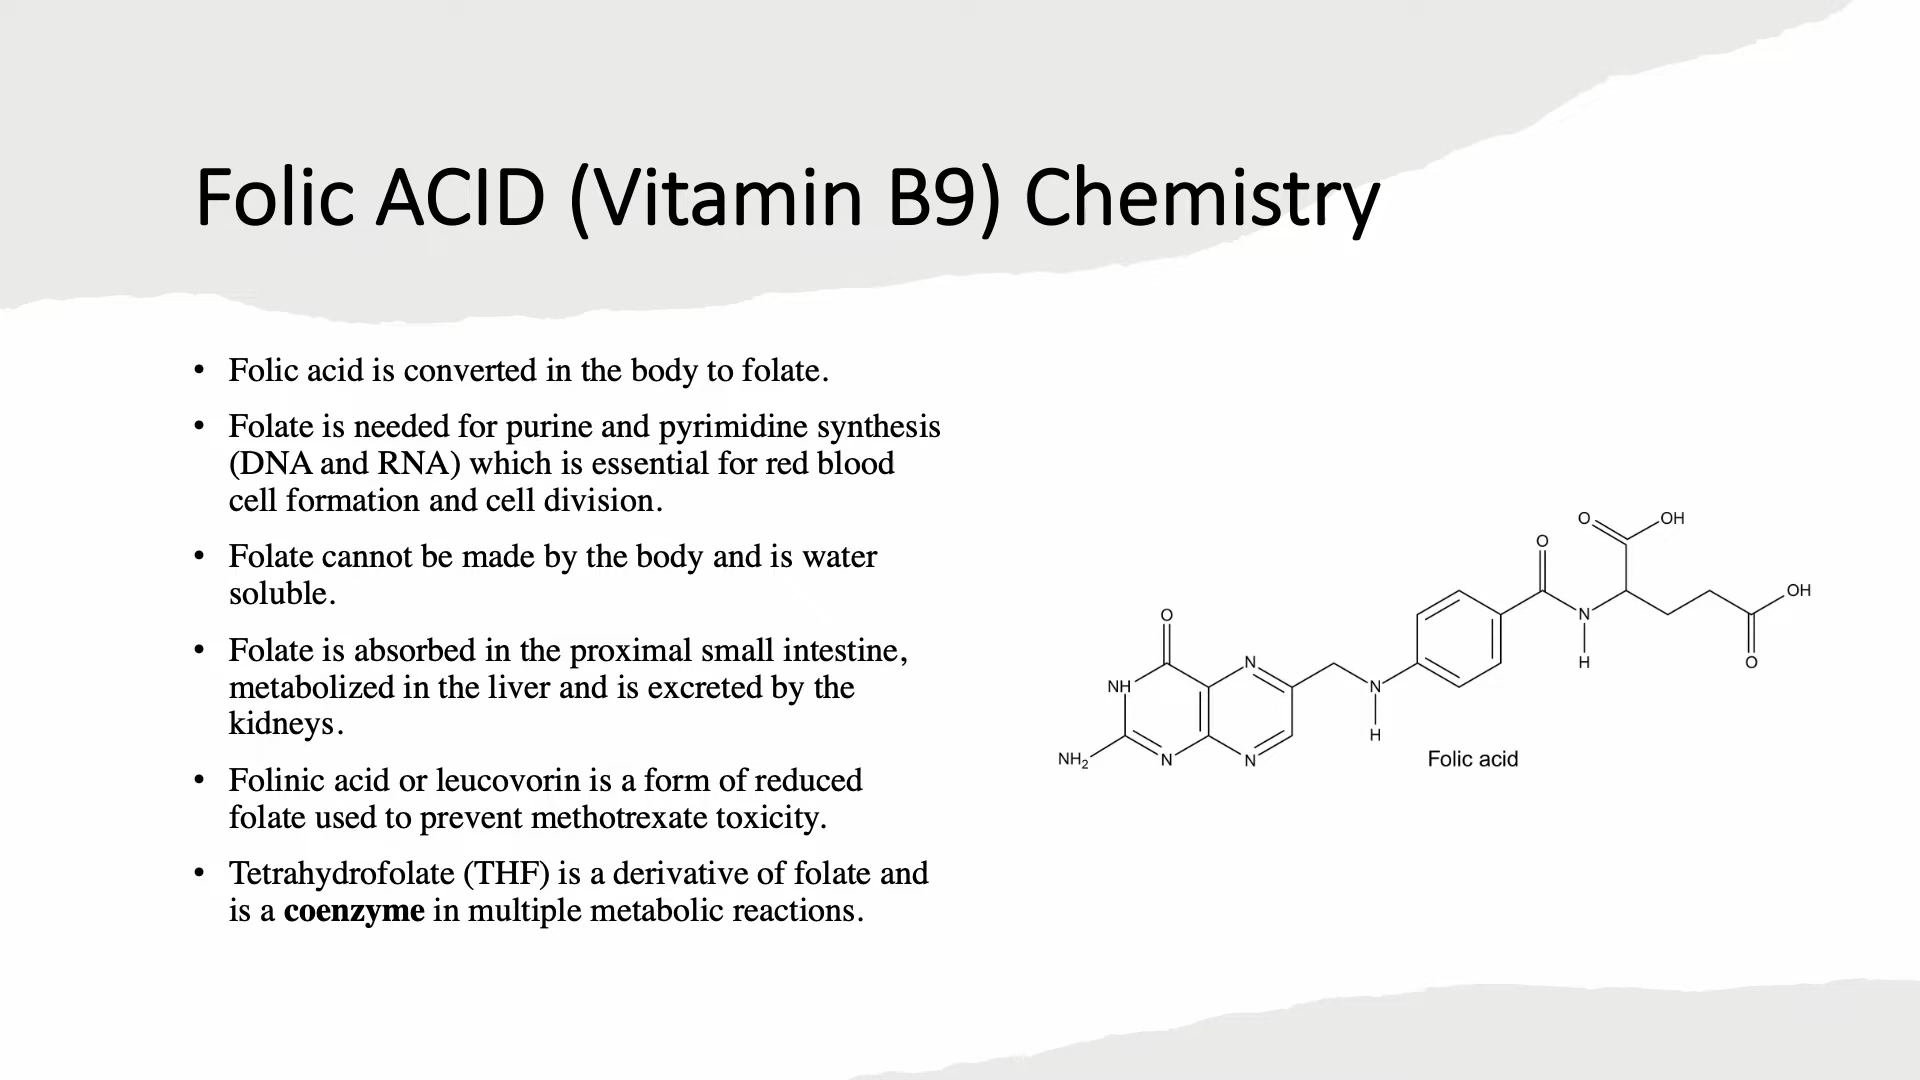 Folic ACID (Vitamin B9) Chemistry
• Folic acid is converted in the body to folate.
• Folate is needed for purine and pyrimidine synthesis
(DNA and RNA) which is essential for red blood
cell formation and cell division.
• Folate cannot be made by the body and is water
soluble.
• Folate is absorbed in the proximal small intestine,
metabolized in the liver and is excreted by the
kidneys.
• Folinic acid or leucovorin is a form of reduced
folate used to prevent methotrexate toxicity.
• Tetrahydrofolate (THF) is a derivative of folate and
is a coenzyme in multiple metabolic reactions.
O OH
O
OH
O N
H O
NH N N
H
NH₂ N N
Folic acid